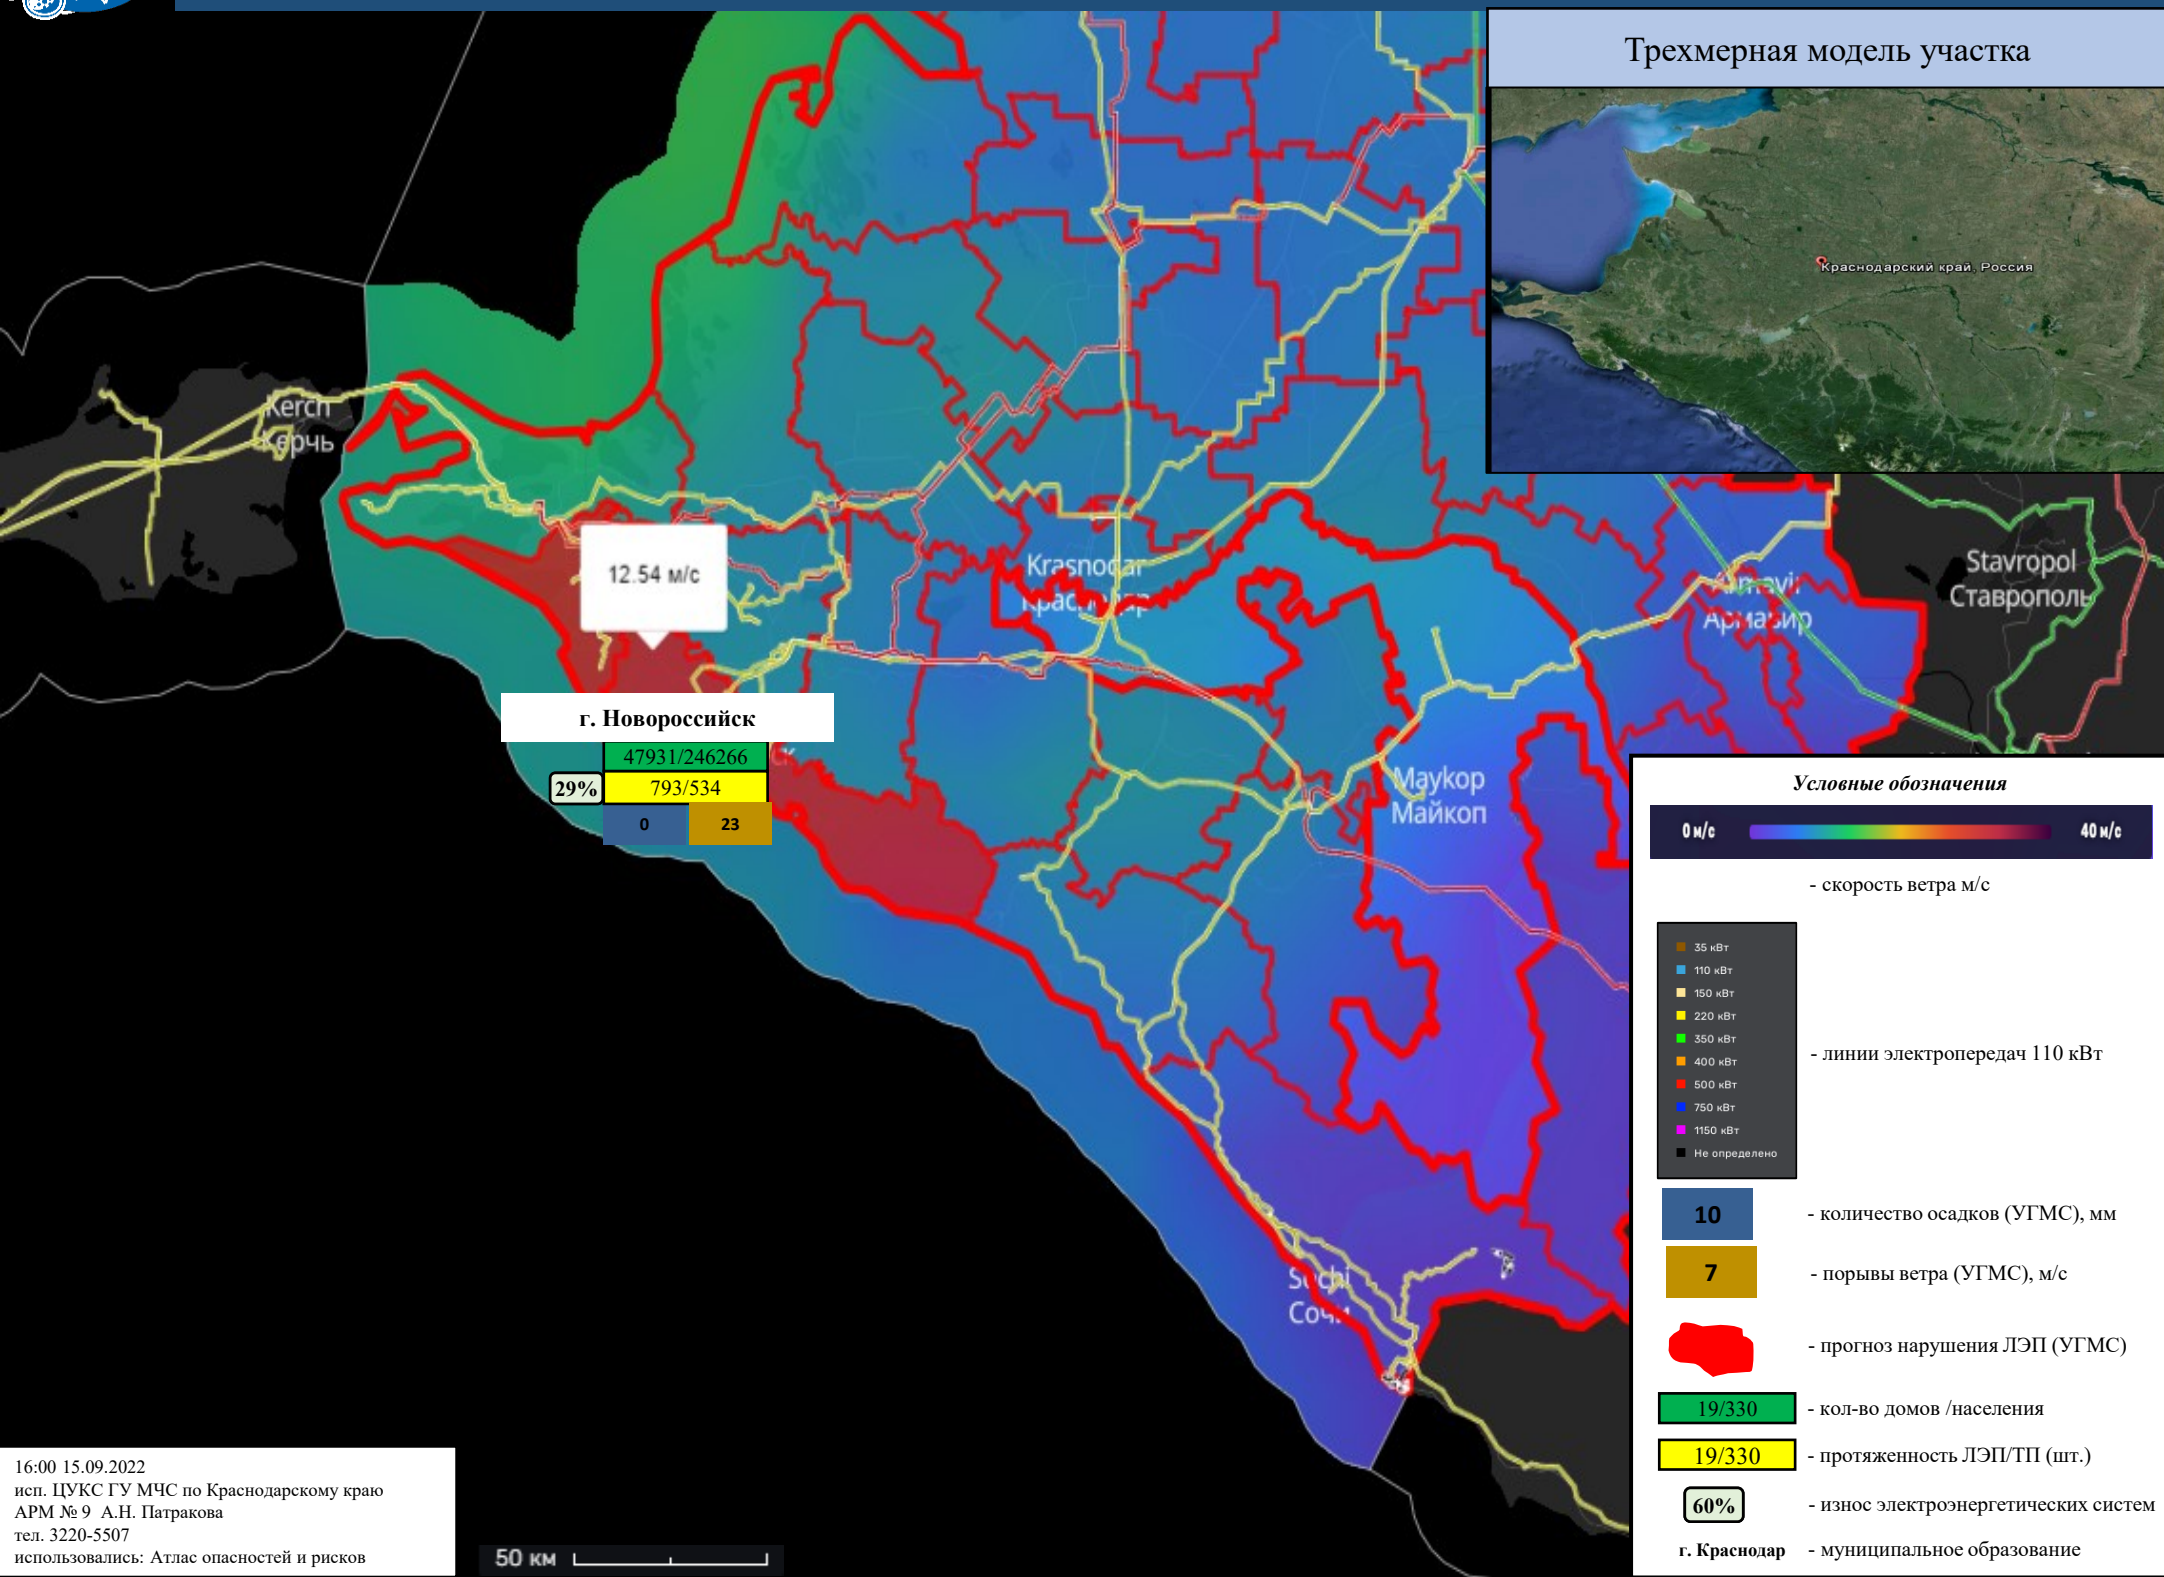 Трехмерная модель участка
Краснодарский край, Россия
Kerch
Керчь
12.54 м/с
Krasnodar
Краснодар
Armavir
Армавир
Stavropol
Ставрополь
г. Новороссийск
47931/246266
29%
793/534
0
23
Maykop
Майкоп
Sochi
Сочи
Условные обозначения
0 м/с
40 м/с
- скорость ветра м/с
35 кВт
110 кВт
150 кВт
220 кВт
350 кВт
400 кВт
500 кВт
750 кВт
1150 кВт
Не определено
- линии электропередач 110 кВт
10
- количество осадков (УГМС), мм
7
- порывы ветра (УГМС), м/с
- прогноз нарушения ЛЭП (УГМС)
19/330
- кол-во домов /населения
19/330
- протяженность ЛЭП/ТП (шт.)
60%
- износ электроэнергетических систем
г. Краснодар
- муниципальное образование
16:00 15.09.2022
исп. ЦУКС ГУ МЧС по Краснодарскому краю
АРМ № 9 А.Н. Патракова
тел. 3220-5507
использовались: Атлас опасностей и рисков
50 км